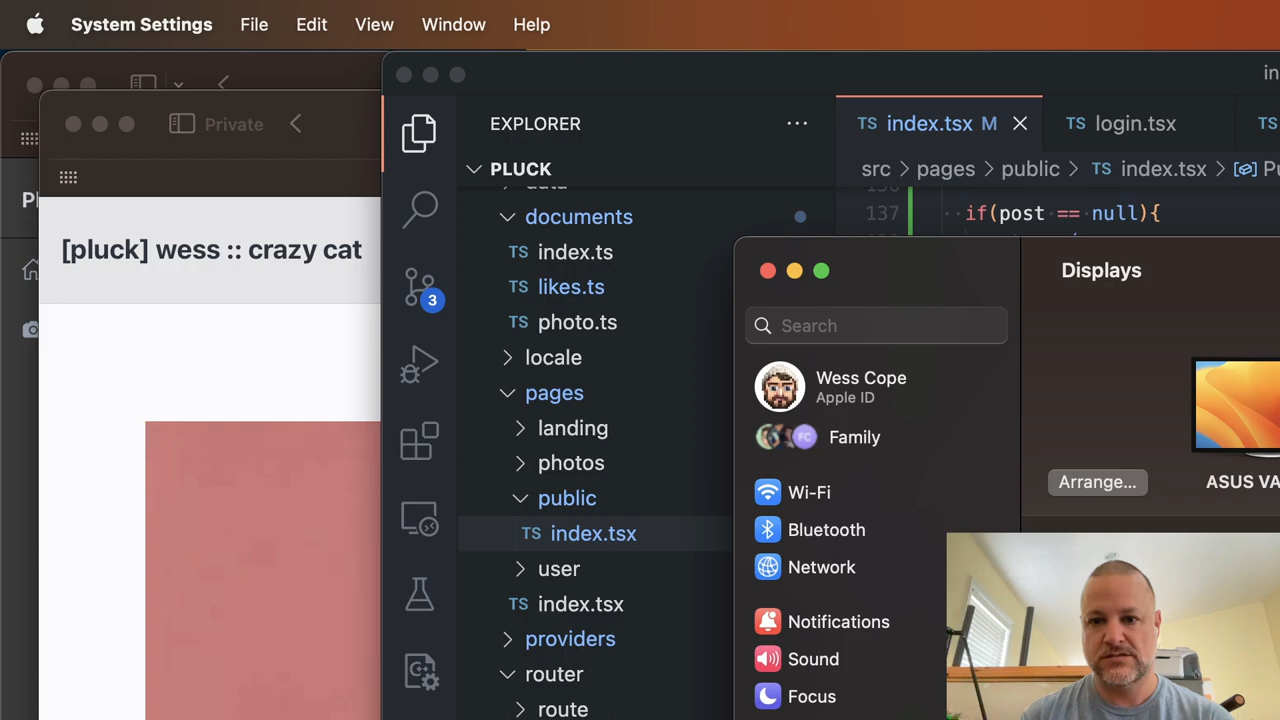 System Settings File Edit View Window Help
Private
[pluck] wess :: crazy cat
EXPLORER
PLUCK
documents
TS index.ts
TS likes.ts
TS photo.ts
locale
pages
landing
photos
public
TS index.tsx
user
TS index.tsx
providers
router
route
3
TS index.tsx M
TS login.tsx
TS
src > pages > public > TS index.tsx >
137 if(post == null){
Search
Wess Cope
Apple ID
FC
Family
Wi-Fi
Bluetooth
Network
Notifications
Sound
Focus
Displays
Arrange...
ASUS VA